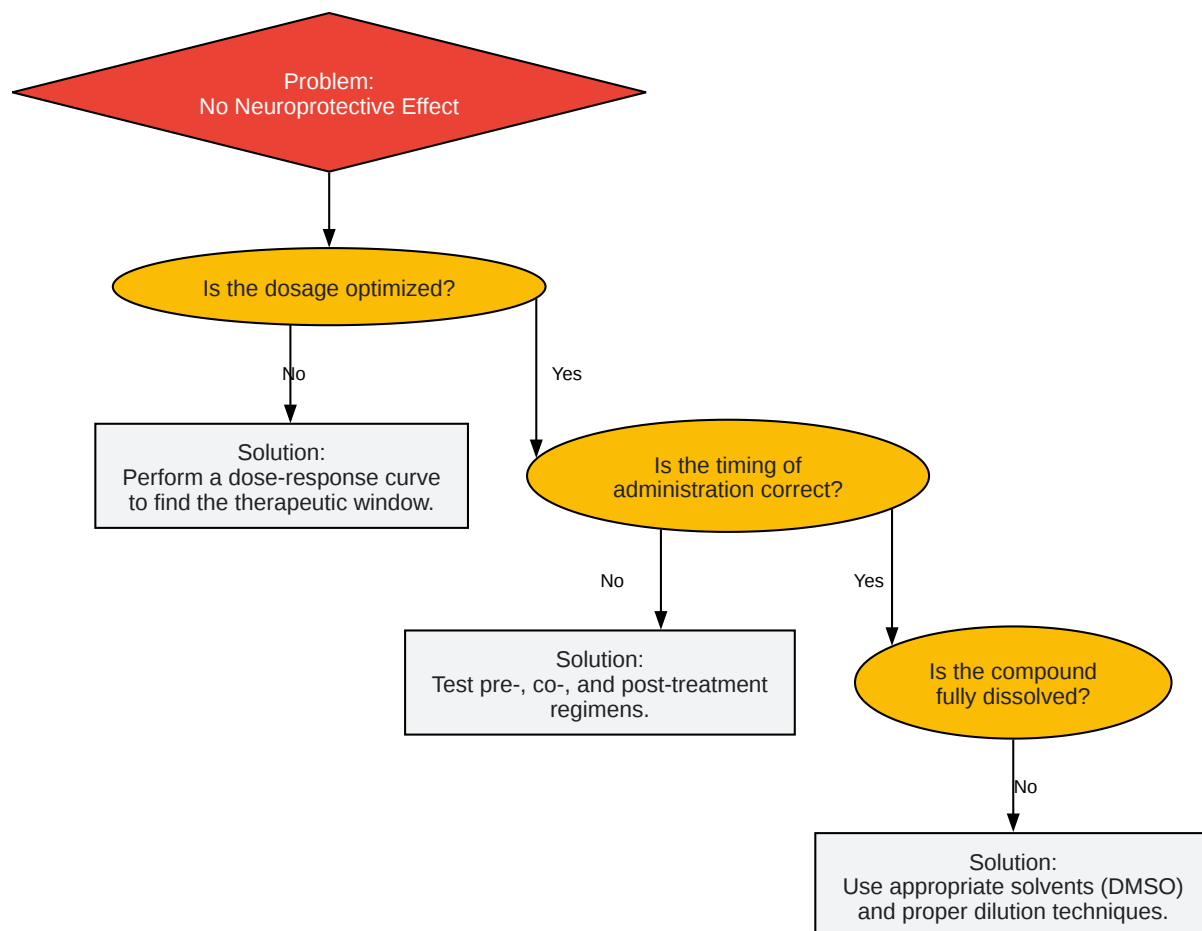 Problem:
No Neuroprotective Effect
Is the dosage optimized?
No
Yes
Solution:
Perform a dose-response curve
to find the therapeutic window.
Is the timing of
administration correct?
No
Yes
Solution:
Test pre-, co-, and post-treatment
regimens.
Is the compound
fully dissolved?
No
Solution:
Use appropriate solvents (DMSO)
and proper dilution techniques.